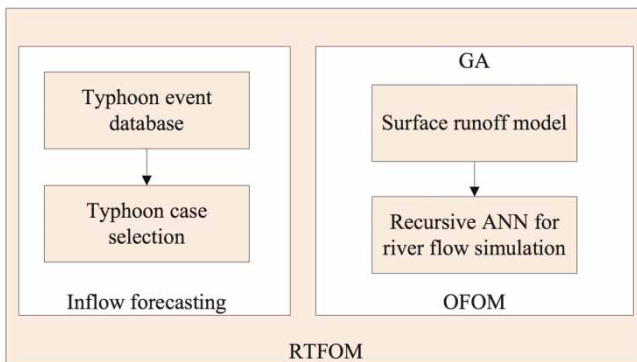 Typhoon event
database
Typhoon case
selection
Inflow forecasting
GA
Surface runoff model
Recursive ANN for
river flow simulation
OFOM
RTFOM